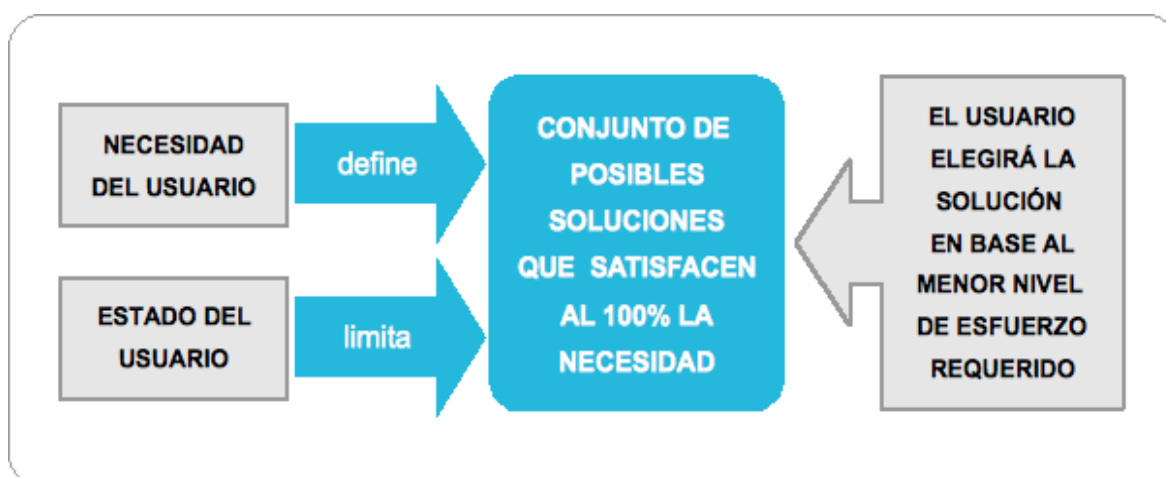 NECESIDAD
DEL USUARIO
define
ESTADO DEL
USUARIO
limita
CONJUNTO DE
POSIBLES
SOLUCIONES
QUE SATISFACEN
AL 100% LA
NECESIDAD
EL USUARIO
ELEGIRÁ LA
SOLUCIÓN
EN BASE AL
MENOR NIVEL
DE ESFUERZO
REQUERIDO